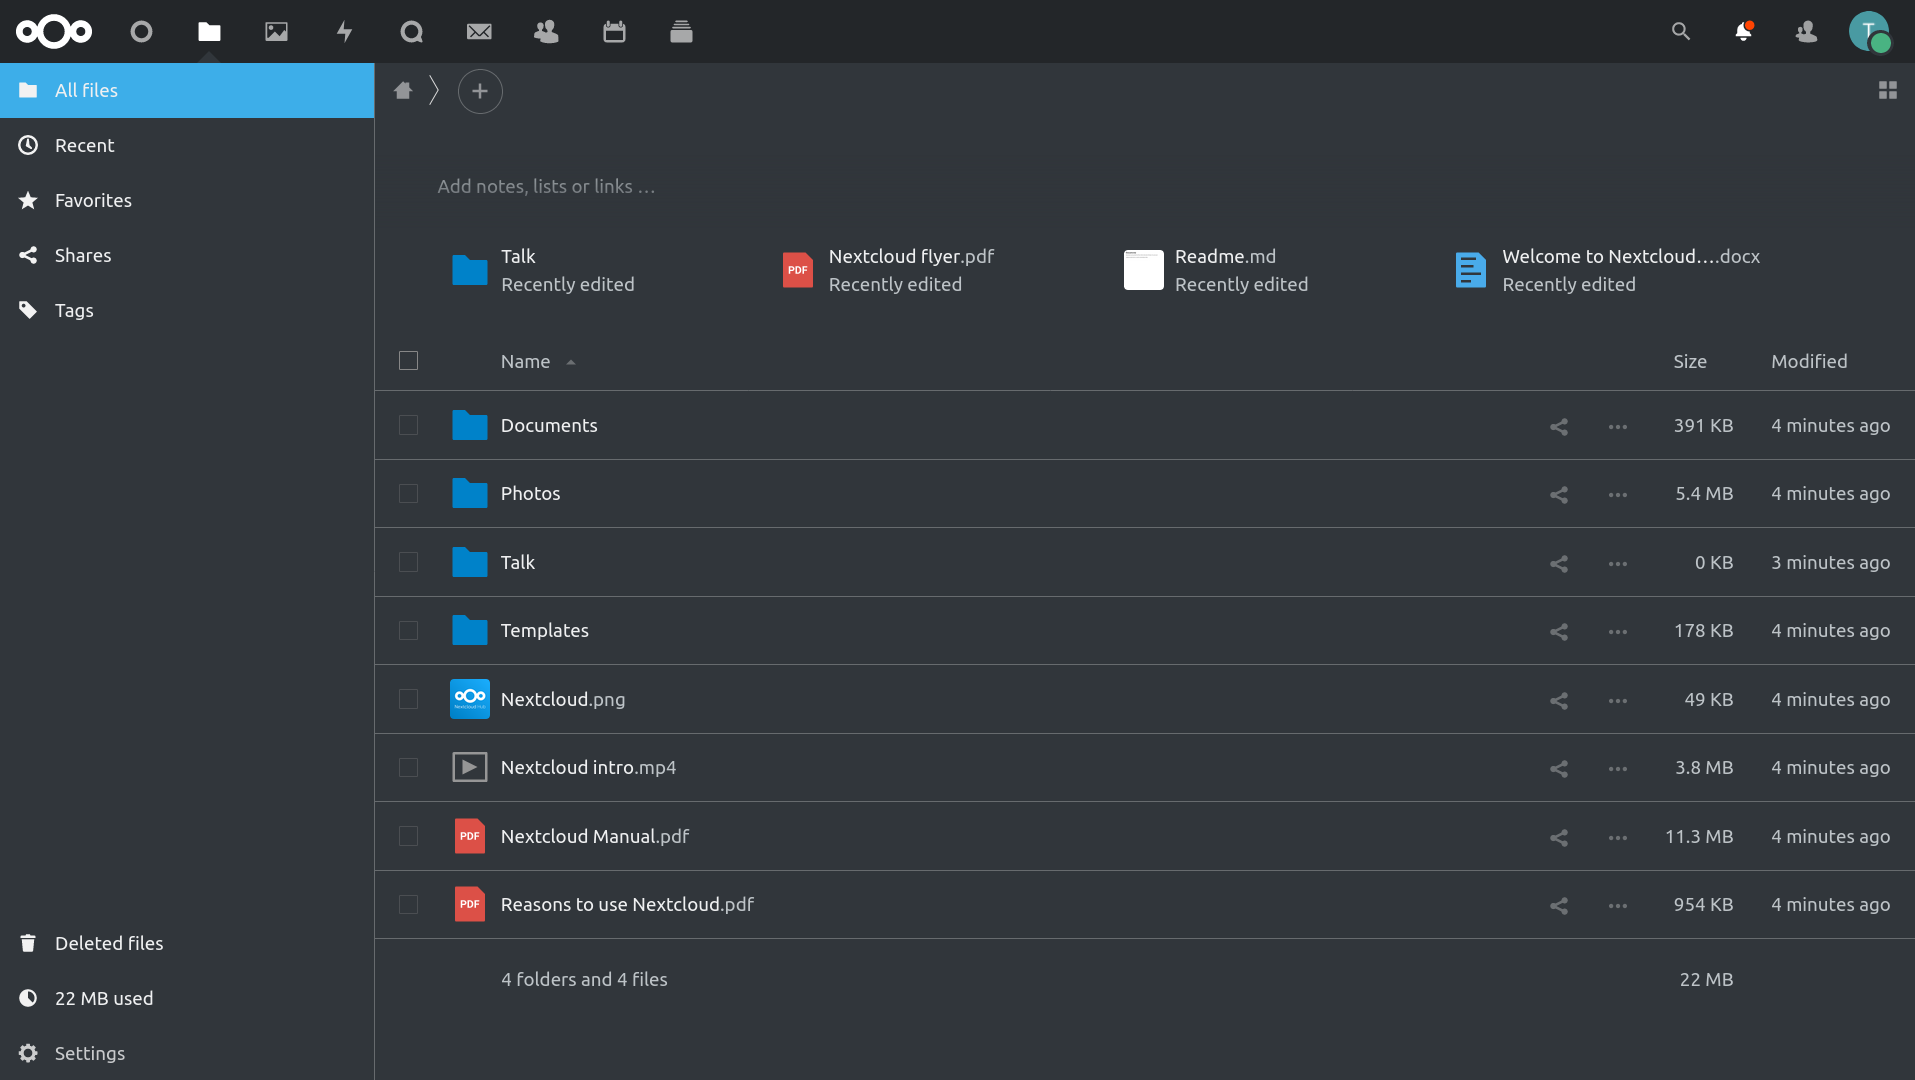 T
All files
Recent
Favorites
Shares
Tags
Deleted files
22 MB used
Settings
Add notes, lists or links …
Talk
Recently edited
PDF
Nextcloud flyer.pdf
Recently edited
Readme.md
Recently edited
Welcome to Nextcloud….docx
Recently edited
Name Size Modified
Documents 391 KB 4 minutes ago
Photos 5.4 MB 4 minutes ago
Talk 0 KB 3 minutes ago
Templates 178 KB 4 minutes ago
Nextcloud.png 49 KB 4 minutes ago
Nextcloud intro.mp4 3.8 MB 4 minutes ago
PDF Nextcloud Manual.pdf 11.3 MB 4 minutes ago
PDF Reasons to use Nextcloud.pdf 954 KB 4 minutes ago
4 folders and 4 files 22 MB